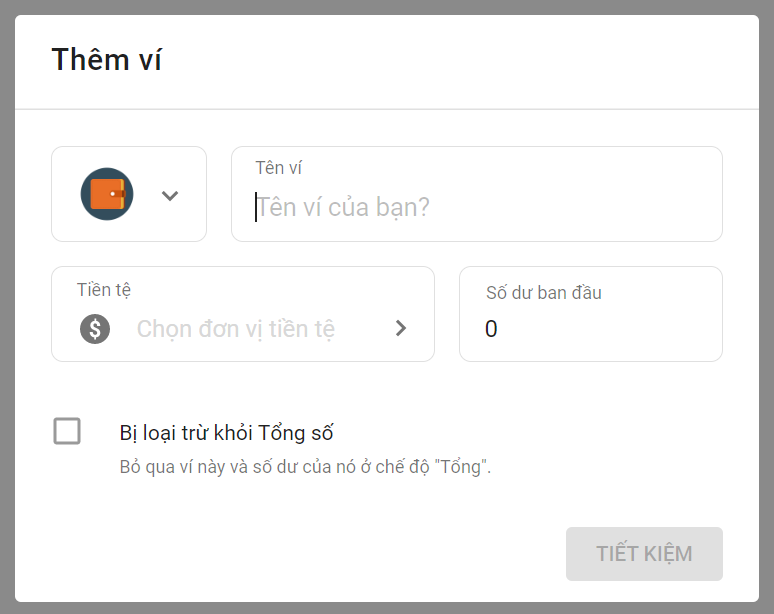 Thêm ví
Tên ví
Tên ví của bạn?
Tiền tệ
$
Chọn đơn vị tiền tệ
Số dư ban đầu
0
Bị loại trừ khỏi Tổng số
Bỏ qua ví này và số dư của nó ở chế độ "Tổng".
TIẾT KIỆM